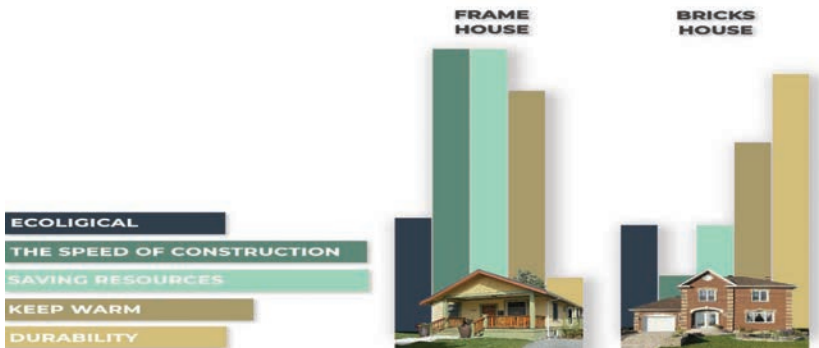 FRAME
HOUSE
BRICKS
HOUSE
ECOLIGICAL
THE SPEED OF CONSTRUCTION
SAVING RESOURCES
KEEP WARM
DURABILITY